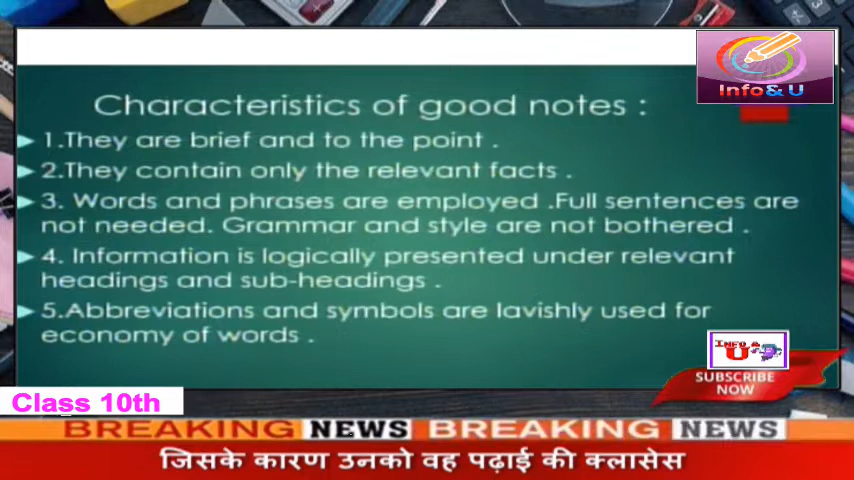 Info& U
Characteristics of good notes :
1.They are brief and to the point .
2.They contain only the relevant facts .
3. Words and phrases are employed .Full sentences are
not needed. Grammar and style are not bothered .
4. Information is logically presented under relevant
headings and sub-headings .
5.Abbreviations and symbols are lavishly used for
economy of words .
INFO &
U
SUBSCRIBE
NOW
Class 10th
BREAKING NEWS BREAKING NEWS
जिसके कारण उनको वह पढ़ाई की क्लासेस